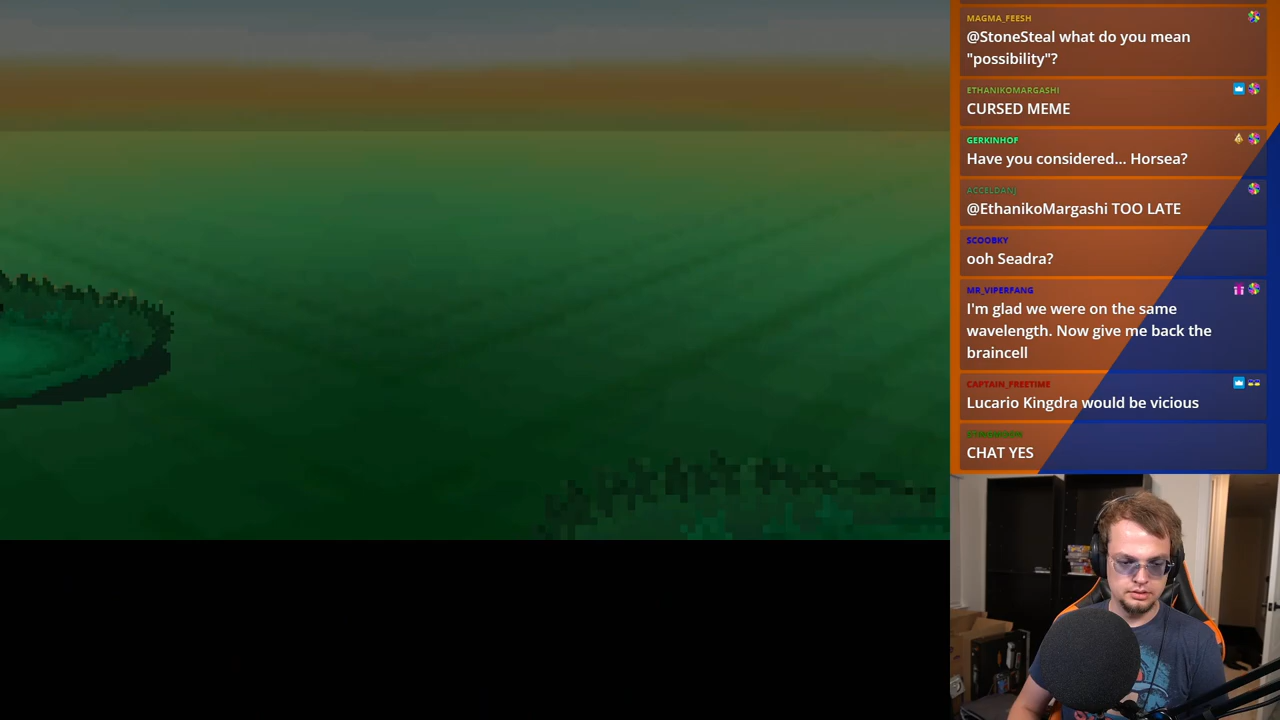 MAGMA_FEESH
@StoneSteal what do you mean
"possibility"?
ETHANIKOMARGASHI
CURSED MEME
GERKINHOF
Have you considered... Horsea?
ACCELDANJ
@EthanikoMargashi TOO LATE
SCOOBKY
ooh Seadra?
MR_VIPERFANG
I'm glad we were on the same
wavelength. Now give me back the
braincell
CAPTAIN_FREETIME
Lucario Kingdra would be vicious
CHAT YES